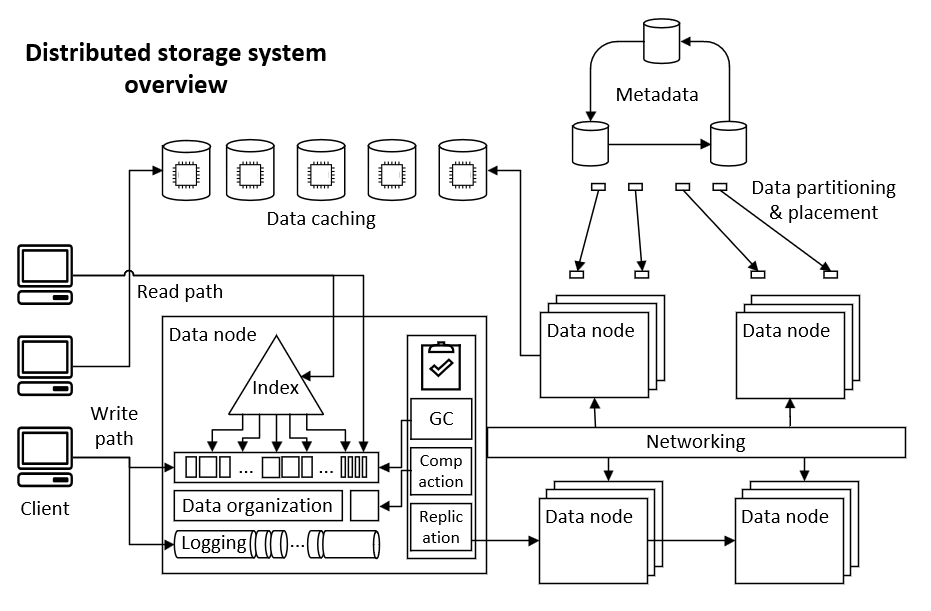 Distributed storage system
overview
Metadata
Data partitioning
& placement
Data caching
Read path
Data node
Index
Write
path
Client
...
...
Data organization
Logging
...
GC
Comp
action
Replic
ation
Data node
Data node
Networking
Data node
Data node